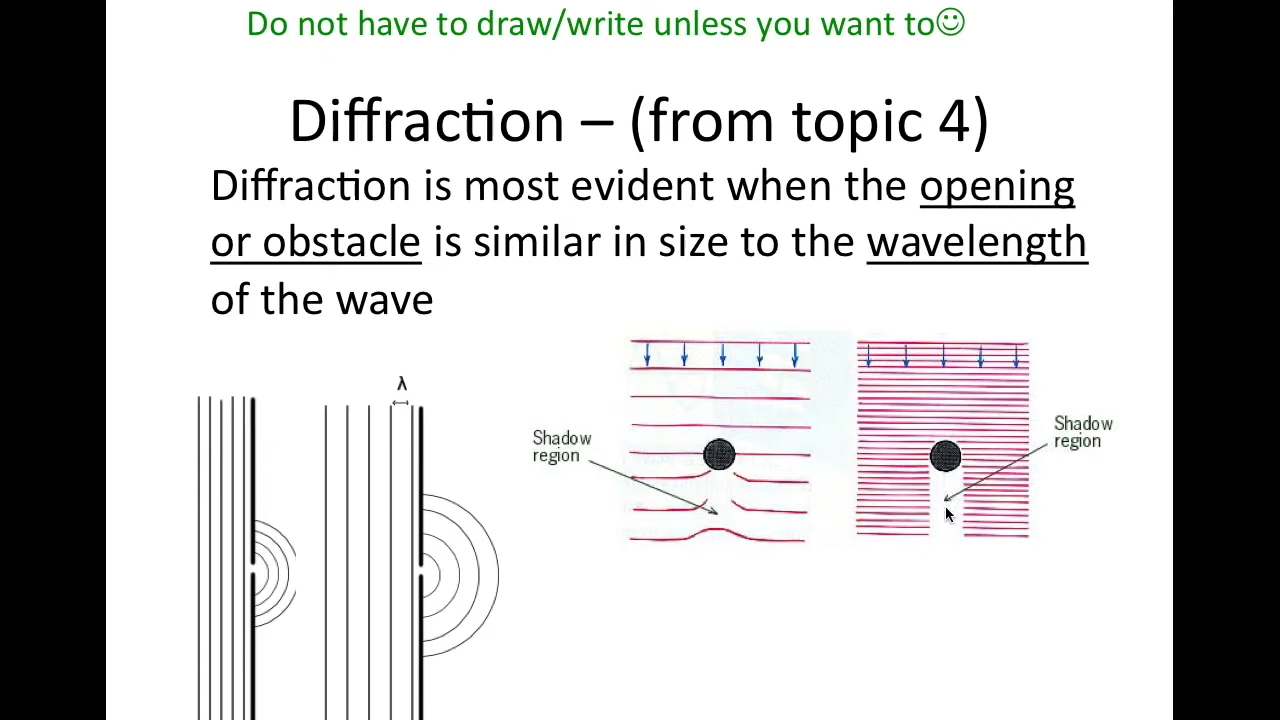 Do not have to draw/write unless you want to☺
Diffraction – (from topic 4)
Diffraction is most evident when the opening
or obstacle is similar in size to the wavelength
of the wave
λ
Shadow
region
Shadow
region